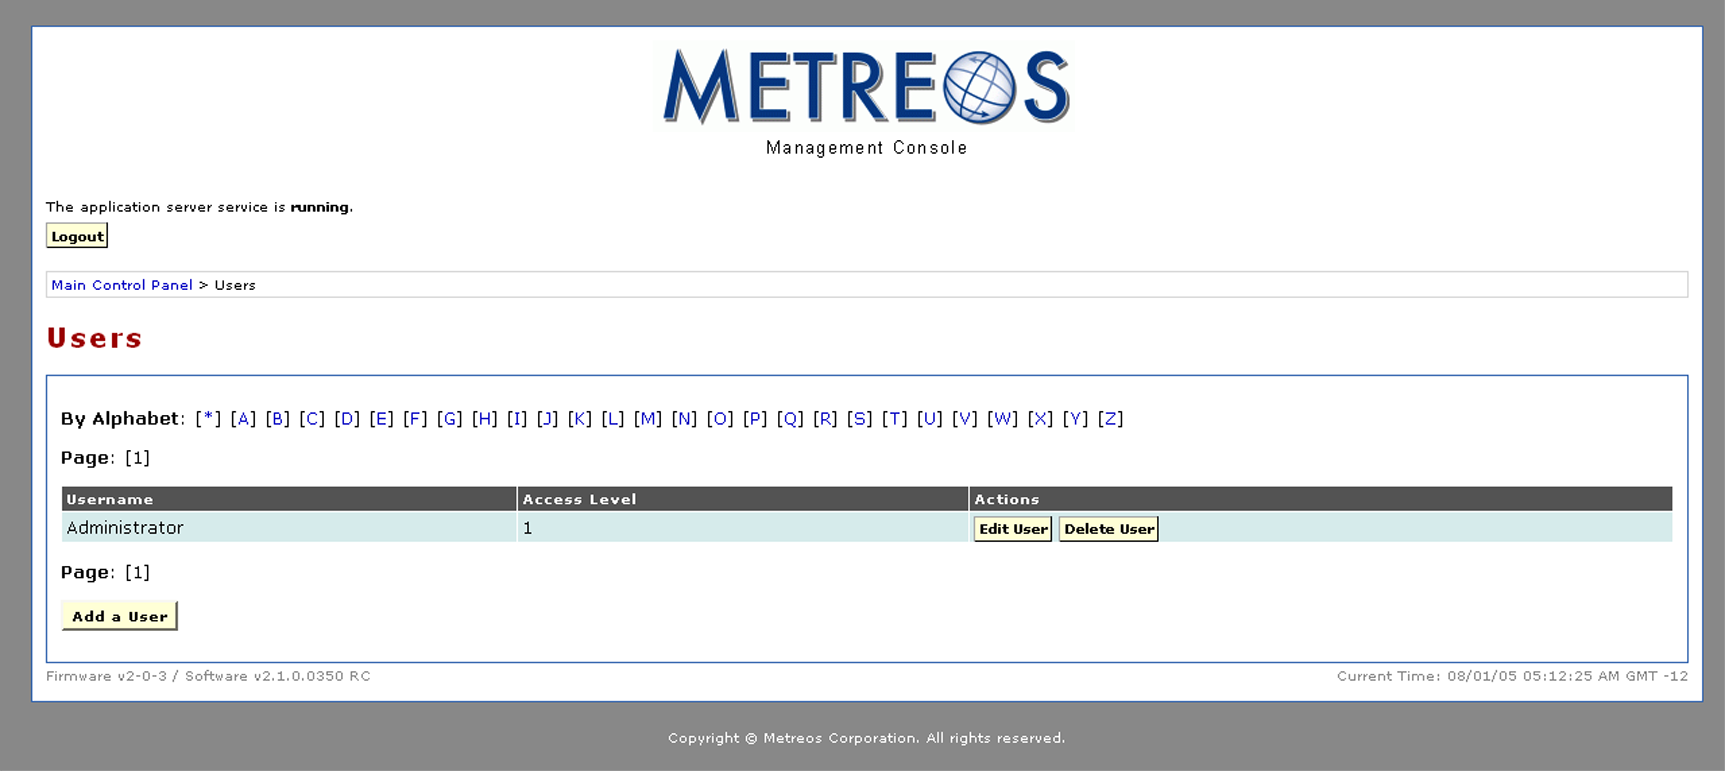 METREOS
Management Console
The application server service is running.
Logout
Main Control Panel > Users
Users
By Alphabet: [*] [A] [B] [C] [D] [E] [F] [G] [H] [I] [J] [K] [L] [M] [N] [O] [P] [Q] [R] [S] [T] [U] [V] [W] [X] [Y] [Z]
Page: [1]
Username Access Level Actions
Administrator 1 Edit User Delete User
Page: [1]
Add a User
Firmware v2-0-3 / Software v2.1.0.0350 RC Current Time: 08/01/05 05:12:25 AM GMT -12
Copyright © Metreos Corporation. All rights reserved.